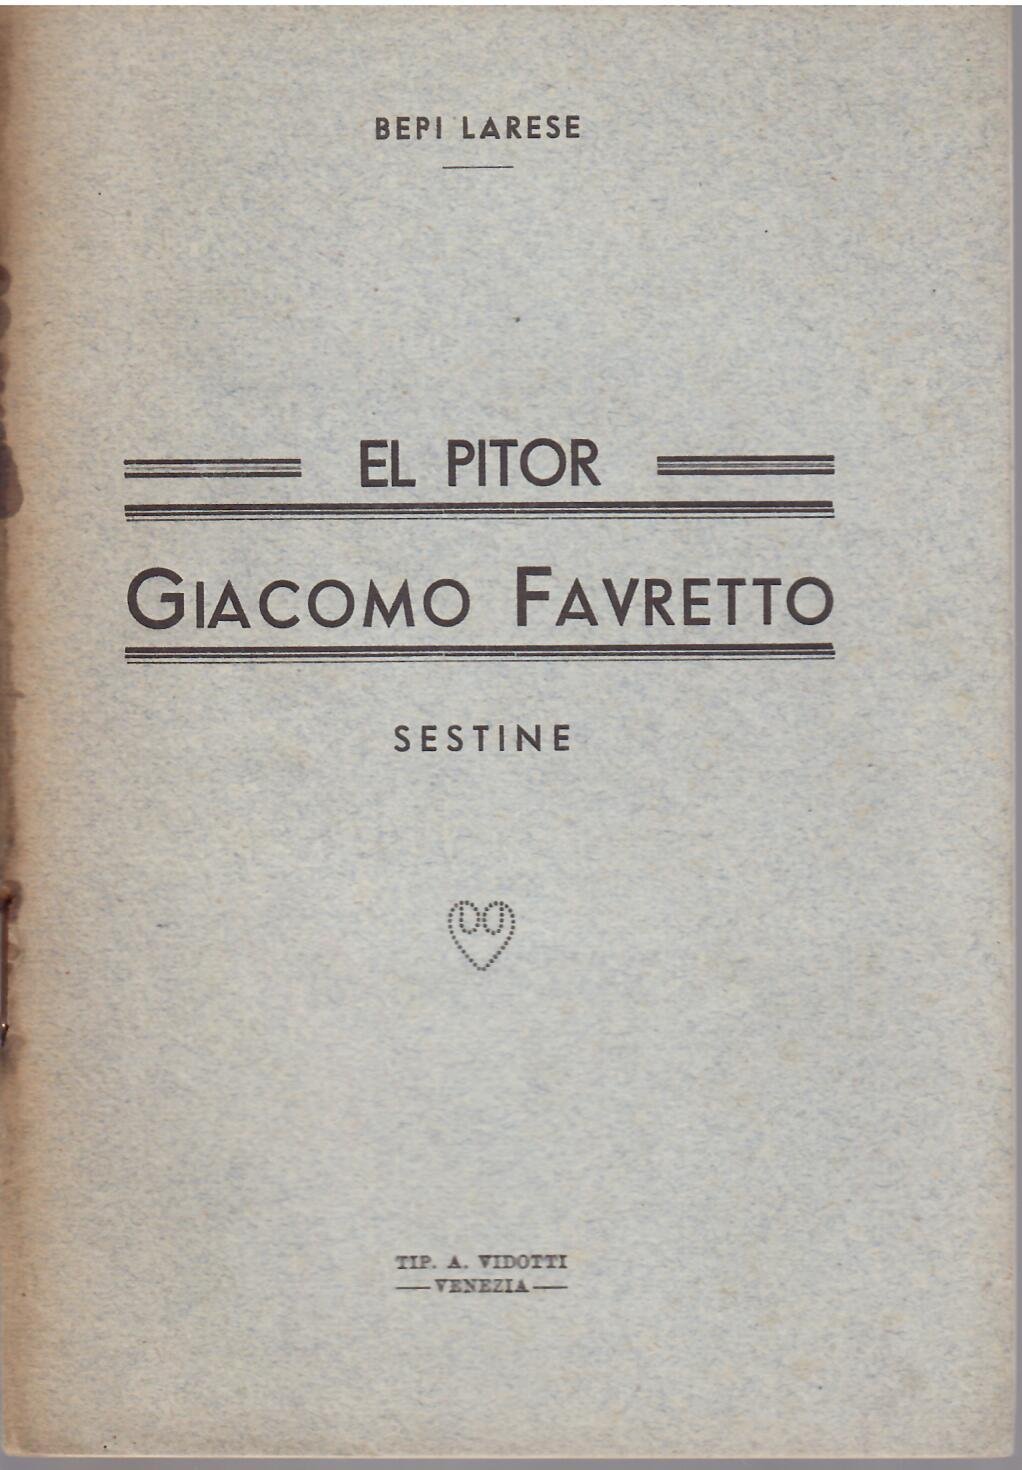 BEPI LARESE
EL PITOR
GIACOMO FAVRETTO
SESTINE
TIP. A. VIDOTTI
VENEZIA